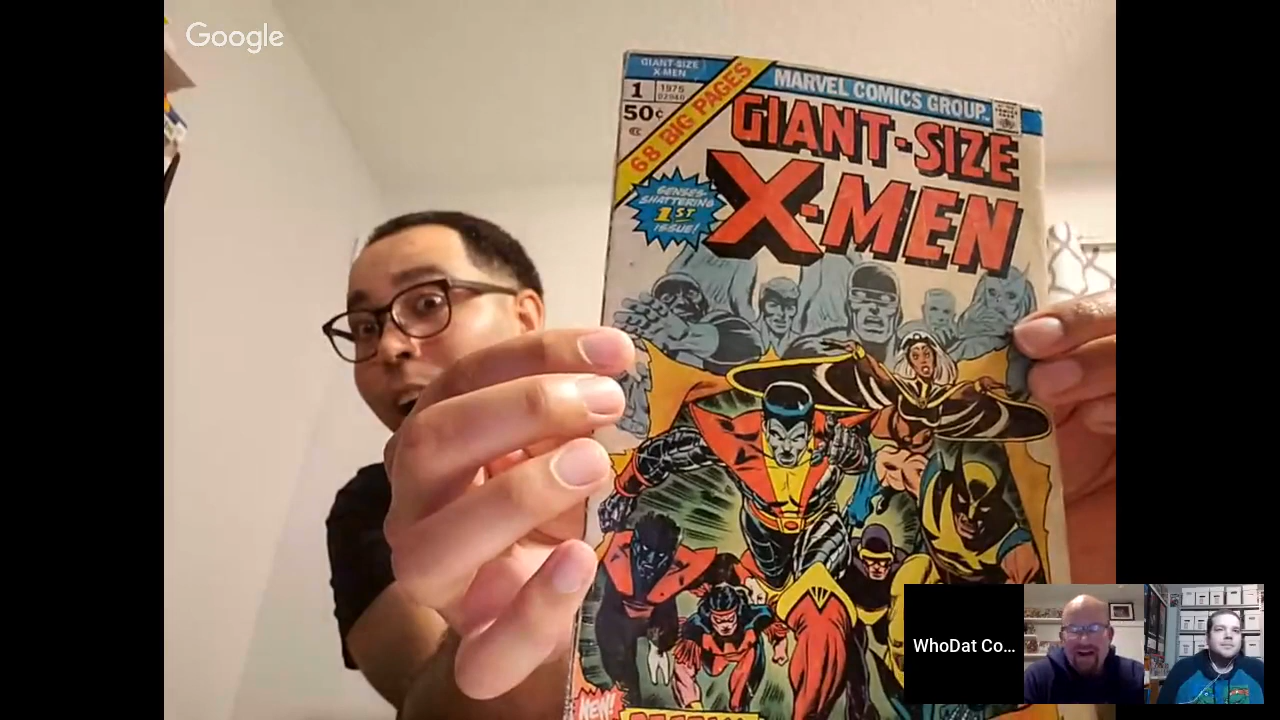 Google
GIANT-SIZE
X-MEN
1
1975
02960
50¢
68 BIG PAGES
MARVEL COMICS GROUP
GIANT-SIZE
X-MEN
SENSES-
SHATTERING
1ST
ISSUE!
NEW!
WhoDat Co...